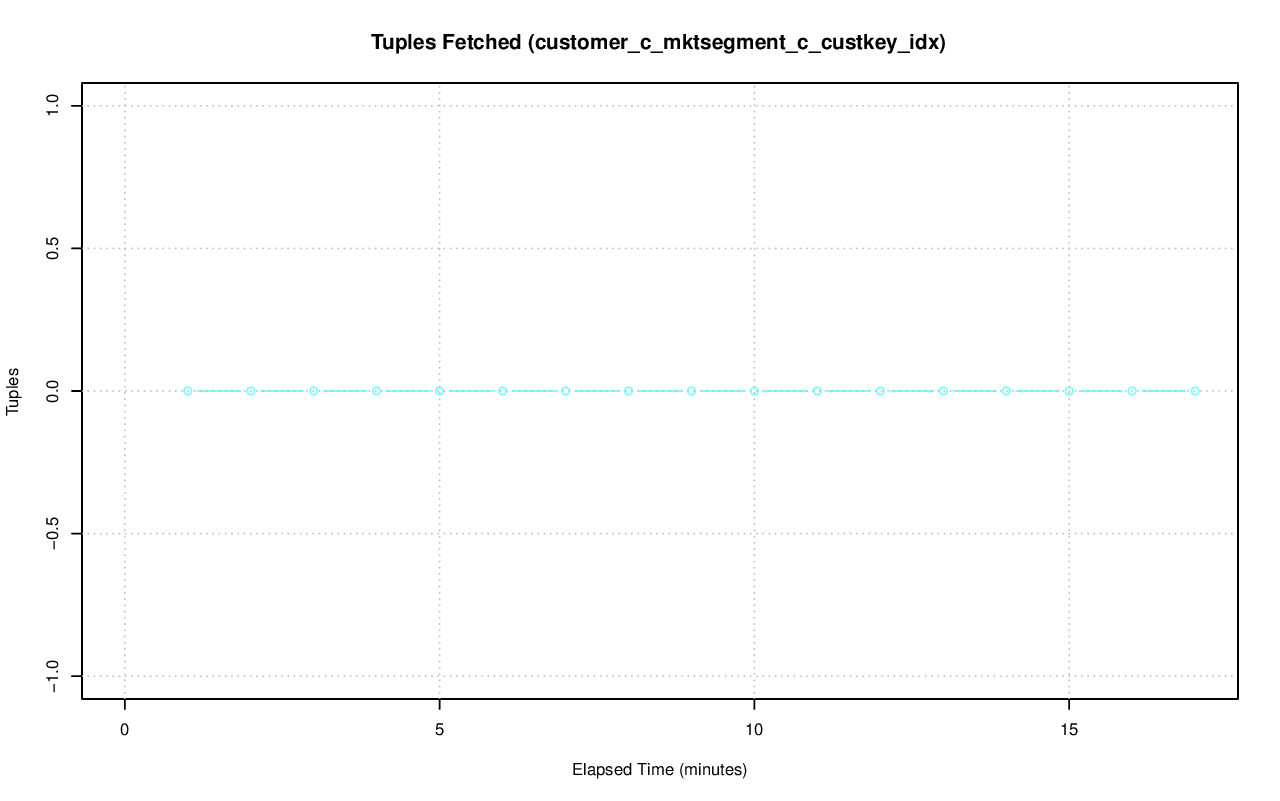 Tuples Fetched (customer_c_mktsegment_c_custkey_idx)
1.0
0.5
0.0
−0.5
−1.0
Tuples
0 5 10 15
Elapsed Time (minutes)